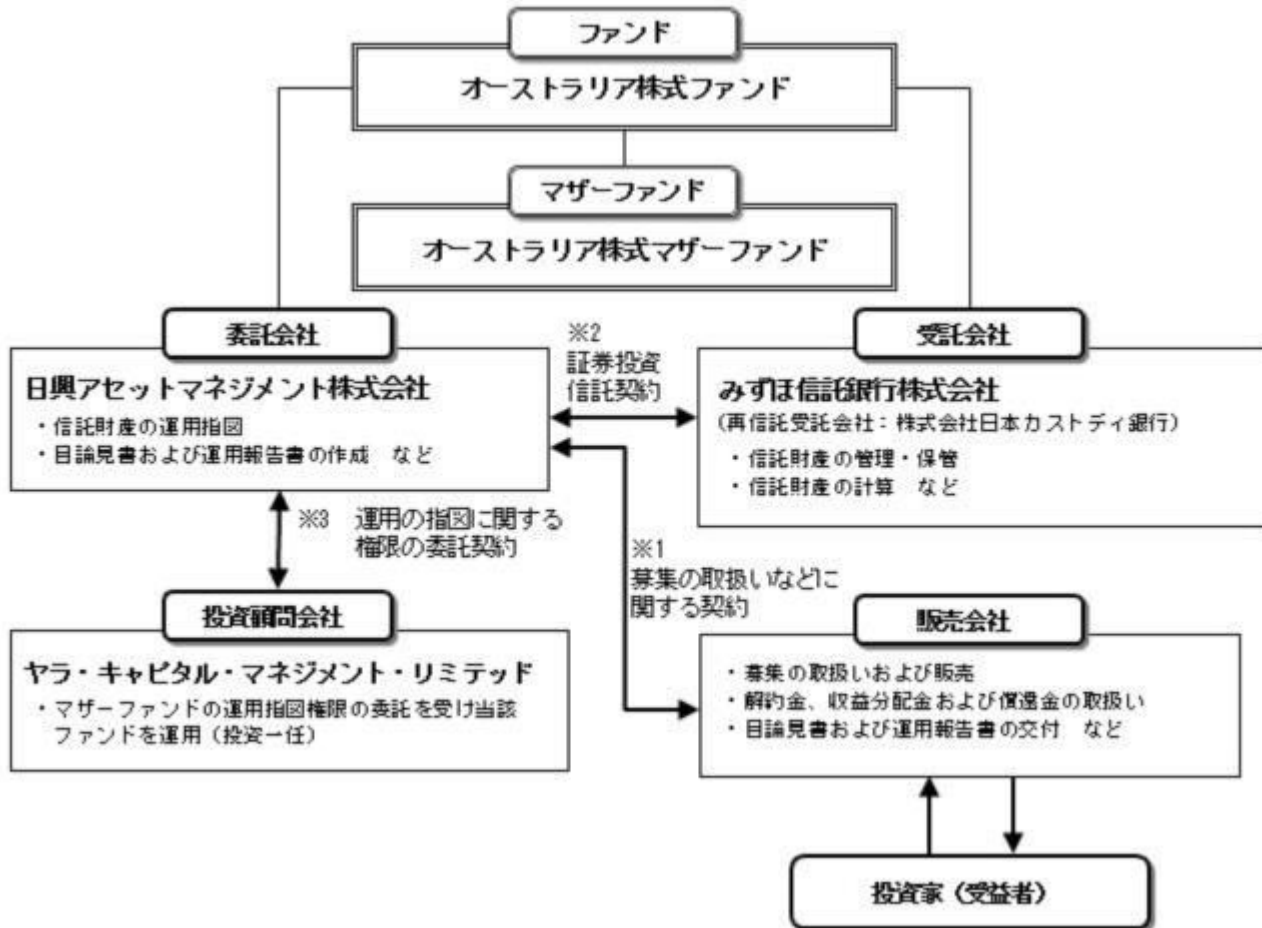 ファンド
オーストラリア株式ファンド
マザーファンド
オーストラリア株式マザーファンド
委託会社
日興アセットマネジメント株式会社
・信託財産の運用指図
・目論見書および運用報告書の作成 など
※2
証券投資
信託契約
受託会社
みずほ信託銀行株式会社
(再信託受託会社：株式会社日本カストディ銀行)
・信託財産の管理・保管
・信託財産の計算 など
※3 運用の指図に関する
権限の委託契約
※1
募集の取扱いなどに
関する契約
投資顧問会社
ヤラ・キャピタル・マネジメント・リミテッド
・マザーファンドの運用指図権限の委託を受け当該
ファンドを運用（投資一任）
販売会社
・募集の取扱いおよび販売
・解約金、収益分配金および償還金の取扱い
・目論見書および運用報告書の交付 など
投資家（受益者）